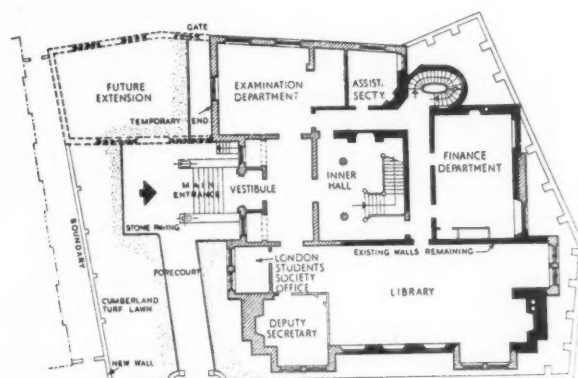 GATE
FUTURE
EXTENSION
TEMPORARY END
EXAMINATION
DEPARTMENT
ASSIST.
SECTY.
MAIN
ENTRANCE
VESTIBULE
INNER
HALL
FINANCE
DEPARTMENT
STONE PAVING
EXISTING WALLS REMAINING
BOUNDARY
FORECOURT
LONDON
STUDENTS
SOCIETY
OFFICE
LIBRARY
CUMBERLAND
TURF LAWN
DEPUTY
SECRETARY
NEW WALL